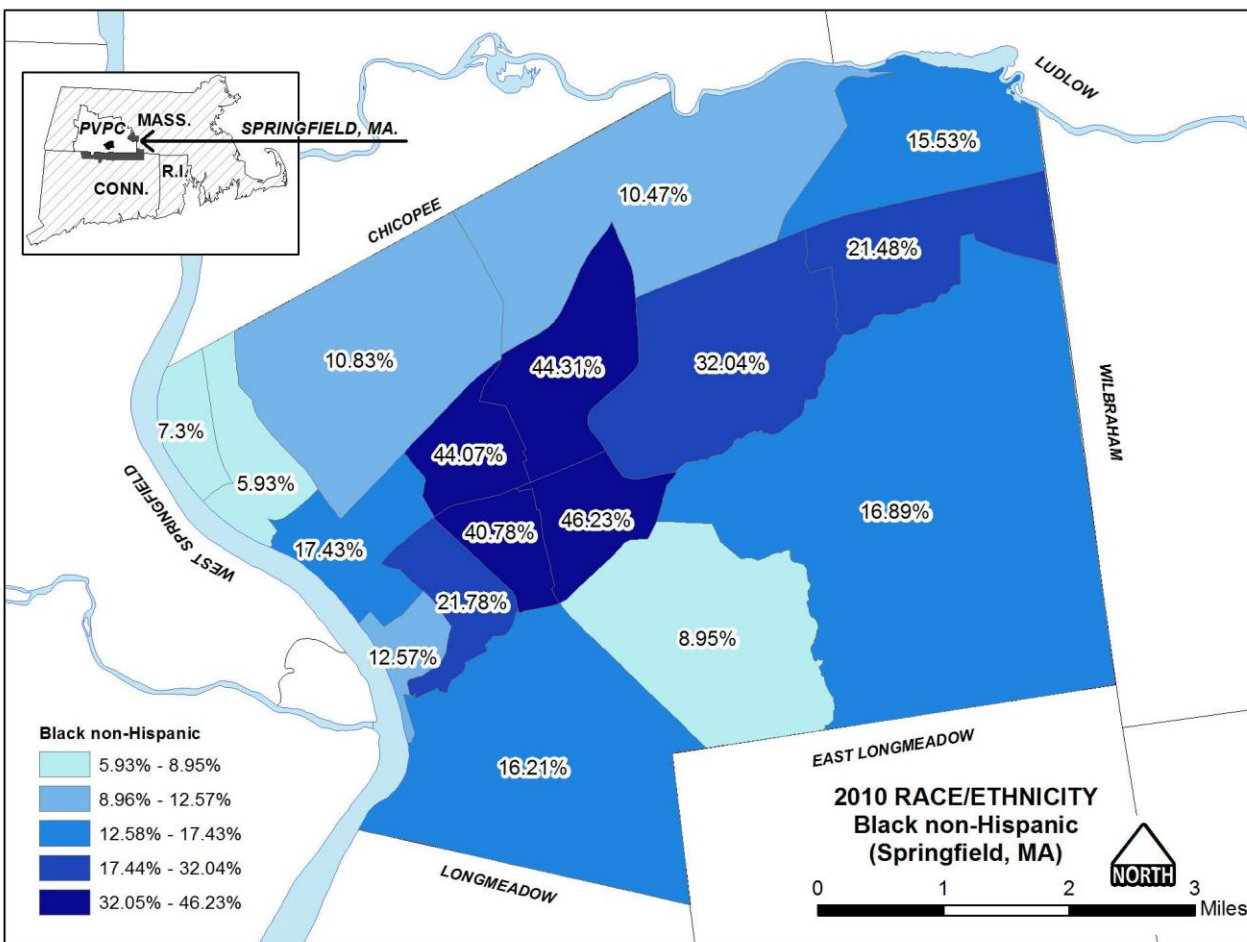 LUDLOW
PVPC
MASS.
SPRINGFIELD, MA.
R.I.
CONN.
CHICOPEE
15.53%
10.47%
21.48%
10.83%
44.31%
32.04%
7.3%
44.07%
5.93%
WILBRAHAM
WEST SPRINGFIELD
46.23%
16.89%
40.78%
17.43%
21.78%
8.95%
12.57%
16.21%
EAST LONGMEADOW
LONGMEADOW
Black non-Hispanic
5.93% - 8.95%
8.96% - 12.57%
12.58% - 17.43%
17.44% - 32.04%
32.05% - 46.23%
2010 RACE/ETHNICITY
Black non-Hispanic
(Springfield, MA)
NORTH
0 1 2 3
Miles